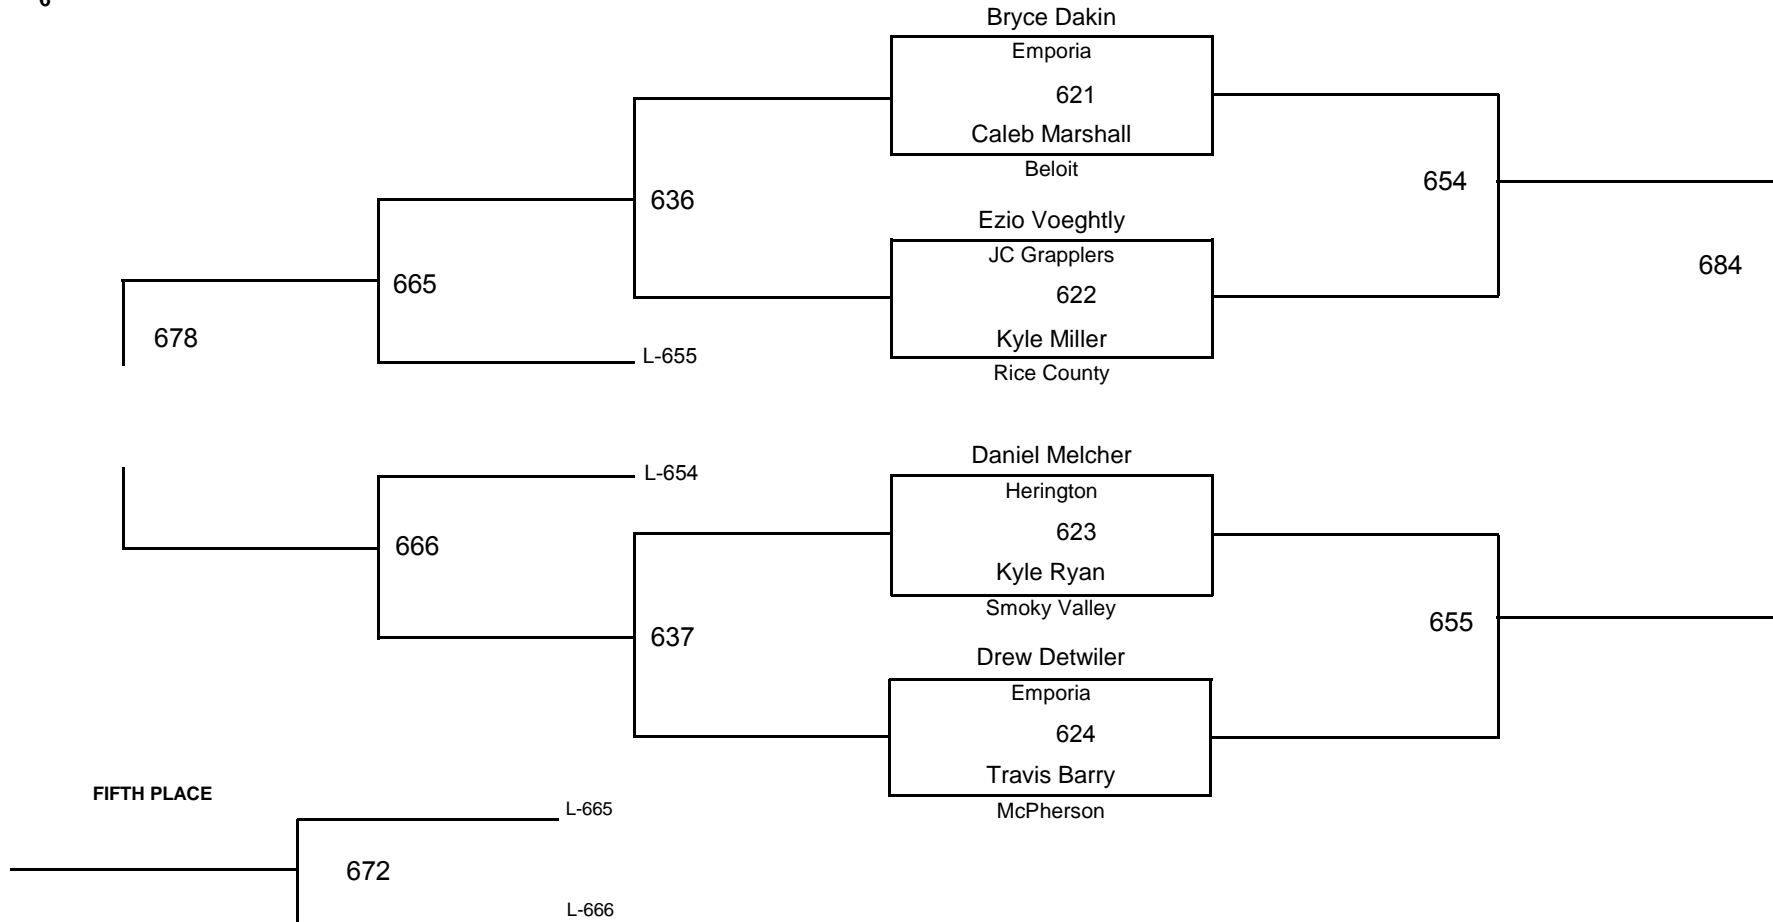 6
Bryce Dakin
Emporia
621
Caleb Marshall
Beloit
654
636
Ezio Voeghtly
JC Grapplers
684
665
622
678
Kyle Miller
L-655
Rice County
Daniel Melcher
L-654
Herington
623
666
Kyle Ryan
Smoky Valley
655
637
Drew Detwiler
Emporia
624
Travis Barry
FIFTH PLACE
L-665
McPherson
672
L-666